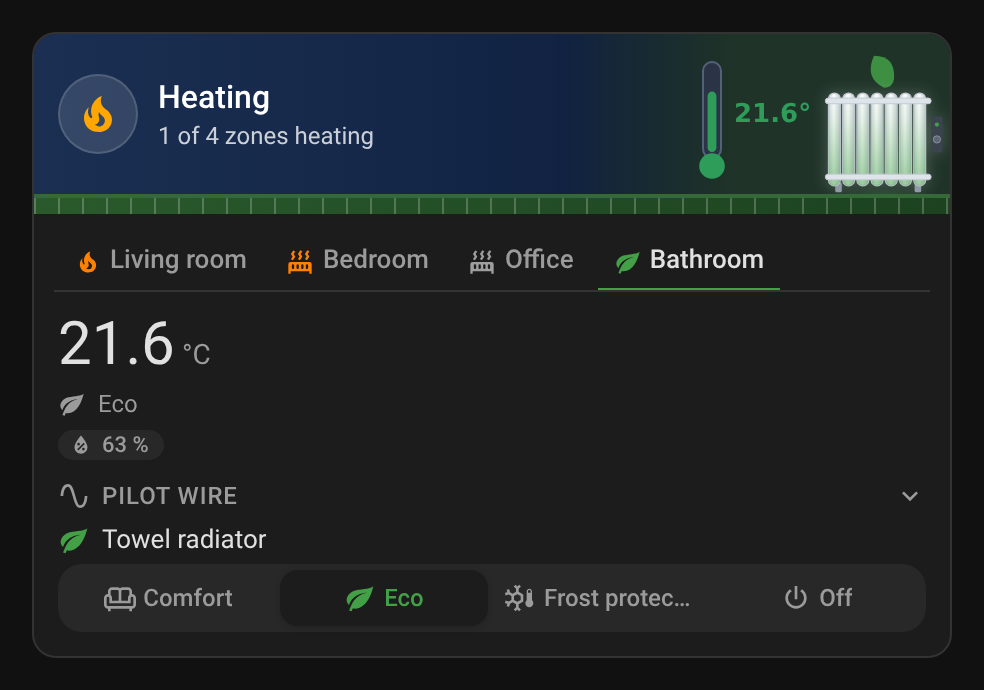 Heating
1 of 4 zones heating
21.6°
Living room
Bedroom
Office
Bathroom
21.6 °C
Eco
63 %
PILOT WIRE
Towel radiator
Comfort
Eco
Frost protec...
Off